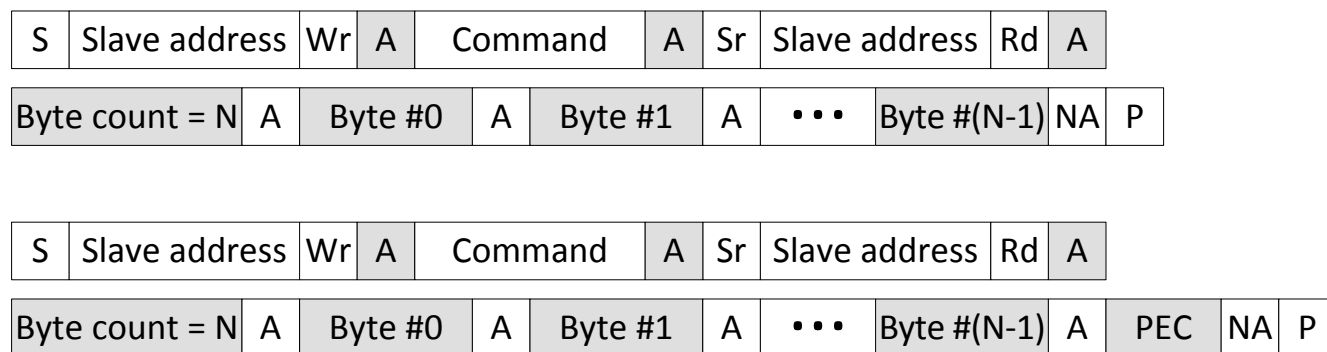 S Slave address Wr A Command A Sr Slave address Rd A
Byte count = N A Byte #0 A Byte #1 A ••• Byte #(N-1) NA P
S Slave address Wr A Command A Sr Slave address Rd A
Byte count = N A Byte #0 A Byte #1 A ••• Byte #(N-1) A PEC NA P